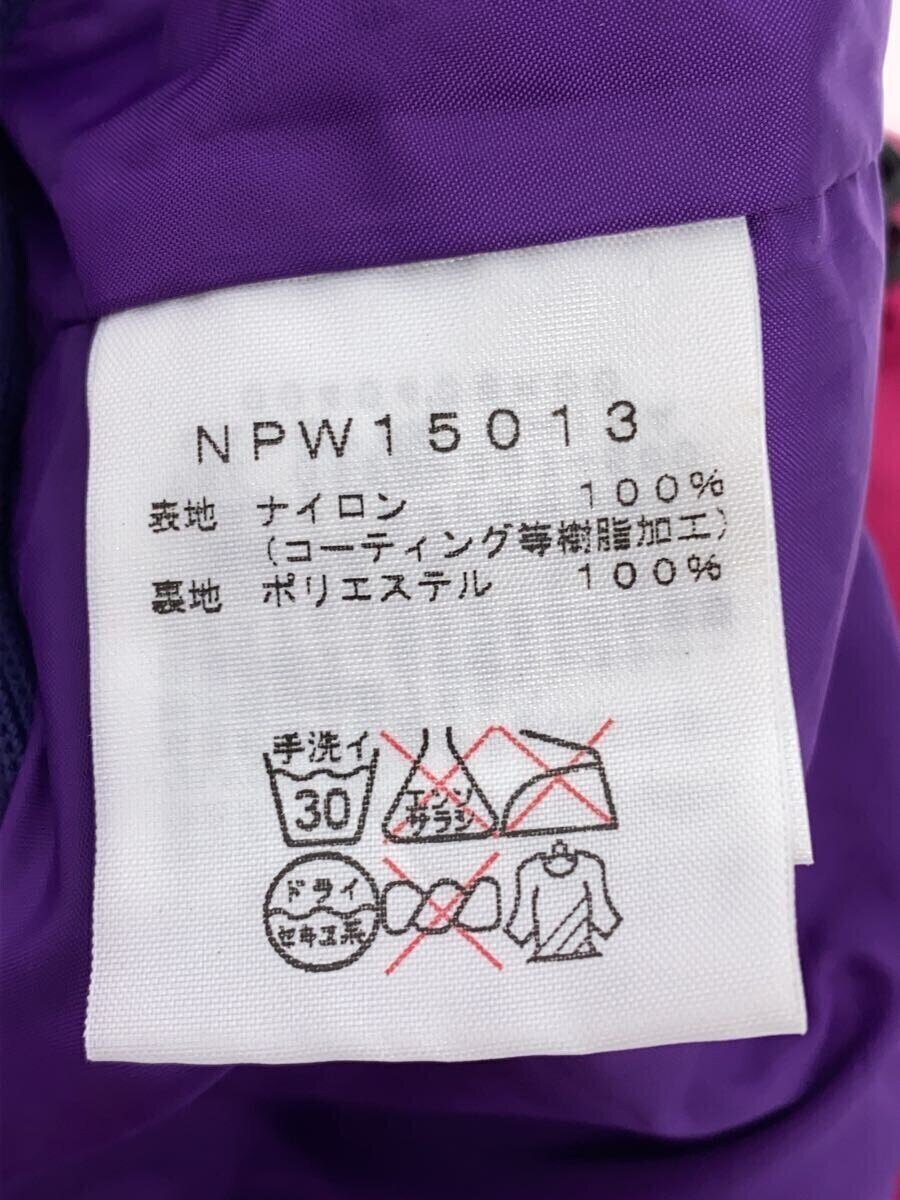 NPW15013
表地 ナイロン 100%
(コーティング等樹脂加工)
裏地 ポリエステル 100%
手洗イ
30
エンソ
サラシ
ドライ
セキユ系